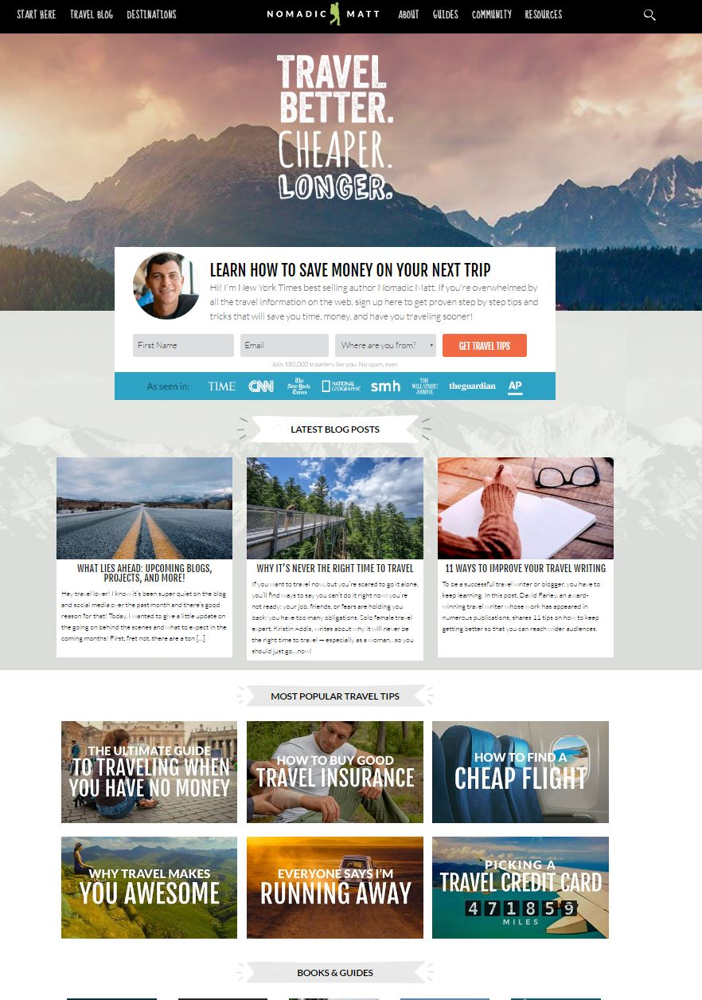 START HERE
TRAVEL BLOG
DESTINATIONS
NOMADIC MATT
ABOUT
GUIDES
COMMUNITY
RESOURCES
TRAVEL
BETTER.
CHEAPER.
LONGER.
LEARN HOW TO SAVE MONEY ON YOUR NEXT TRIP
Hi! I'm New York Times best selling author Nomadic Matt. If you're overwhelmed by
all the travel information on the web, sign up here to get proven step by step tips and
tricks that will save you time, money, and have you traveling sooner!
First Name
Email
Where are you from?
GET TRAVEL TIPS
Join 180,000 travelers like you. No spam, ever.
As seen in:
TIME
CNN
The
New York
Times
NATIONAL
GEOGRAPHIC
smh
THE
WALL STREET
JOURNAL
theguardian
AP
LATEST BLOG POSTS
WHAT LIES AHEAD: UPCOMING BLOGS,
PROJECTS, AND MORE!
Hey travel lover! I know it's been super quiet on the blog
and social media over the past month and there's good
reason for that! Today, I wanted to give a little update on
the going on behind the scenes and what to expect in the
coming months! First, fret not, there are a ton [...]
WHY IT'S NEVER THE RIGHT TIME TO TRAVEL
If you want to travel now, but you're scared to go it alone,
you'll find ways to say you can't do it right now: you're
not ready: your job, friends, or fears are holding you
back: you have too many obligations. Solo female travel
expert, Kristin Addis, writes about why it will never be
the right time to travel — especially as a woman...so you
should just go...now!
11 WAYS TO IMPROVE YOUR TRAVEL WRITING
To be a successful travel writer or blogger, you have to
keep learning. In this post, David Farley, an award-
winning travel writer whose work has appeared in
numerous publications, shares 11 tips on how to keep
getting better so that you can reach wider audiences.
MOST POPULAR TRAVEL TIPS
THE ULTIMATE GUIDE
TO TRAVELING WHEN
YOU HAVE NO MONEY
HOW TO BUY GOOD
TRAVEL INSURANCE
HOW TO FIND A
CHEAP FLIGHT
WHY TRAVEL MAKES
YOU AWESOME
EVERYONE SAYS I'M
RUNNING AWAY
PICKING A
TRAVEL CREDIT CARD
471859
MILES
BOOKS & GUIDES